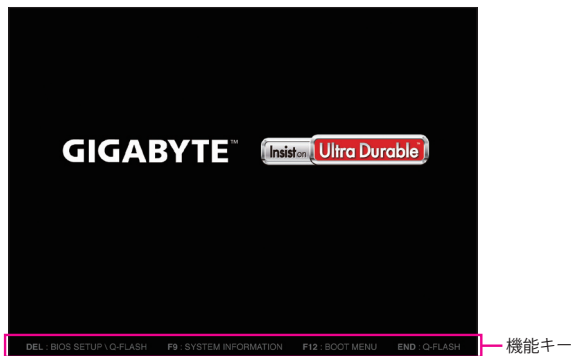 GIGABYTE™ Insist on Ultra Durable™
DEL : BIOS SETUP \ Q-FLASH F9 : SYSTEM INFORMATION F12 : BOOT MENU END : Q-FLASH 機能キー